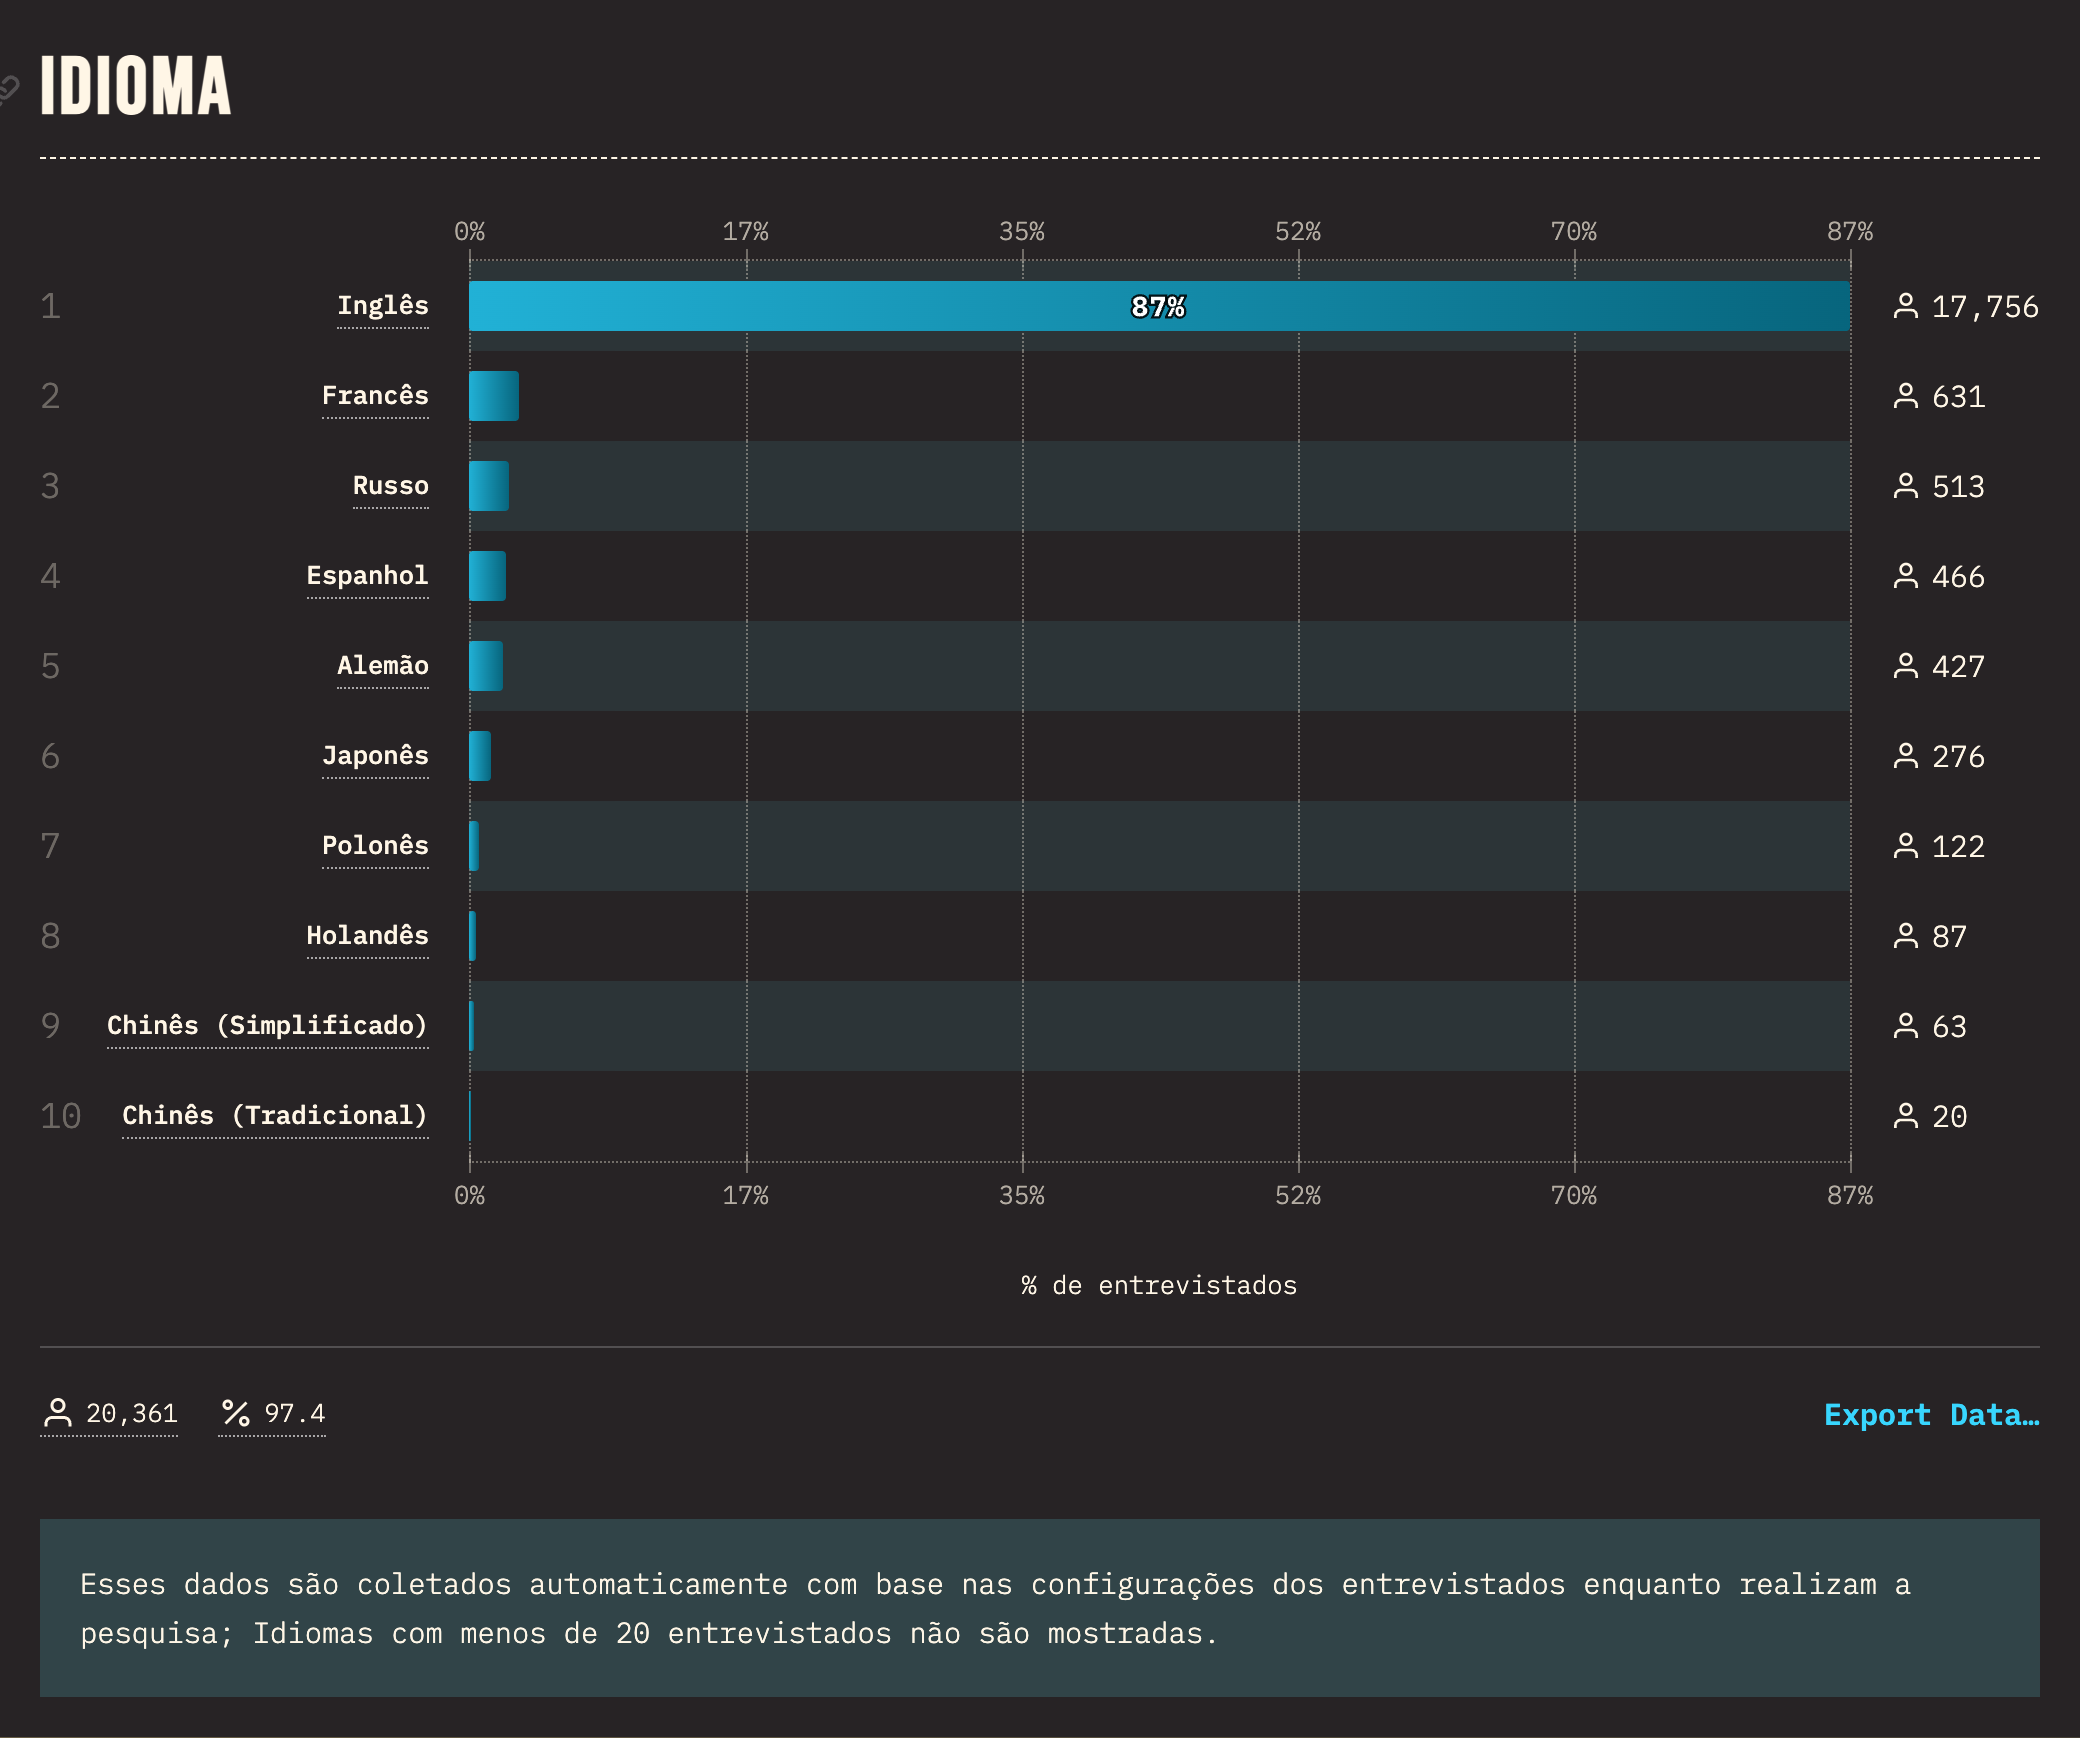 IDIOMA
0% 17% 35% 52% 70% 87%
1 Inglês 87% 17,756
2 Francês 631
3 Russo 513
4 Espanhol 466
5 Alemão 427
6 Japonês 276
7 Polonês 122
8 Holandês 87
9 Chinês (Simplificado) 63
10 Chinês (Tradicional) 20
0% 17% 35% 52% 70% 87%
% de entrevistados
20,361 % 97.4 Export Data…
Esses dados são coletados automaticamente com base nas configurações dos entrevistados enquanto realizam a
pesquisa; Idiomas com menos de 20 entrevistados não são mostradas.